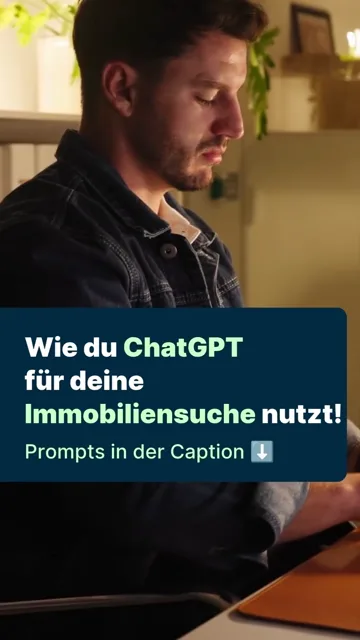 Wie du ChatGPT
für deine
Immobiliensuche nutzt!
Prompts in der Caption ⬇️